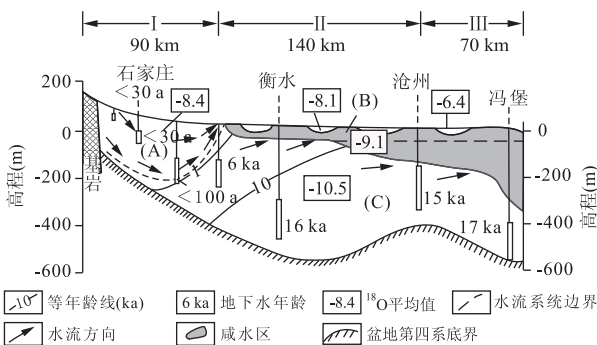 I II III
90 km 140 km 70 km
石家庄 衡水 沧州 冯堡
<30 a -8.4 -8.1 (B) -6.4
<30 a
(A)
-9.1
1 6 ka 10 -10.5
<100 a (C) 15 ka
16 ka 17 ka
基岩
高程(m)
200
0
-200
-400
-600
高程(m)
0
-200
-400
-600
10 等年龄线(ka) 6 ka 地下水年龄 -8.4 18O平均值 水流系统边界
水流方向 咸水区 盆地第四系底界